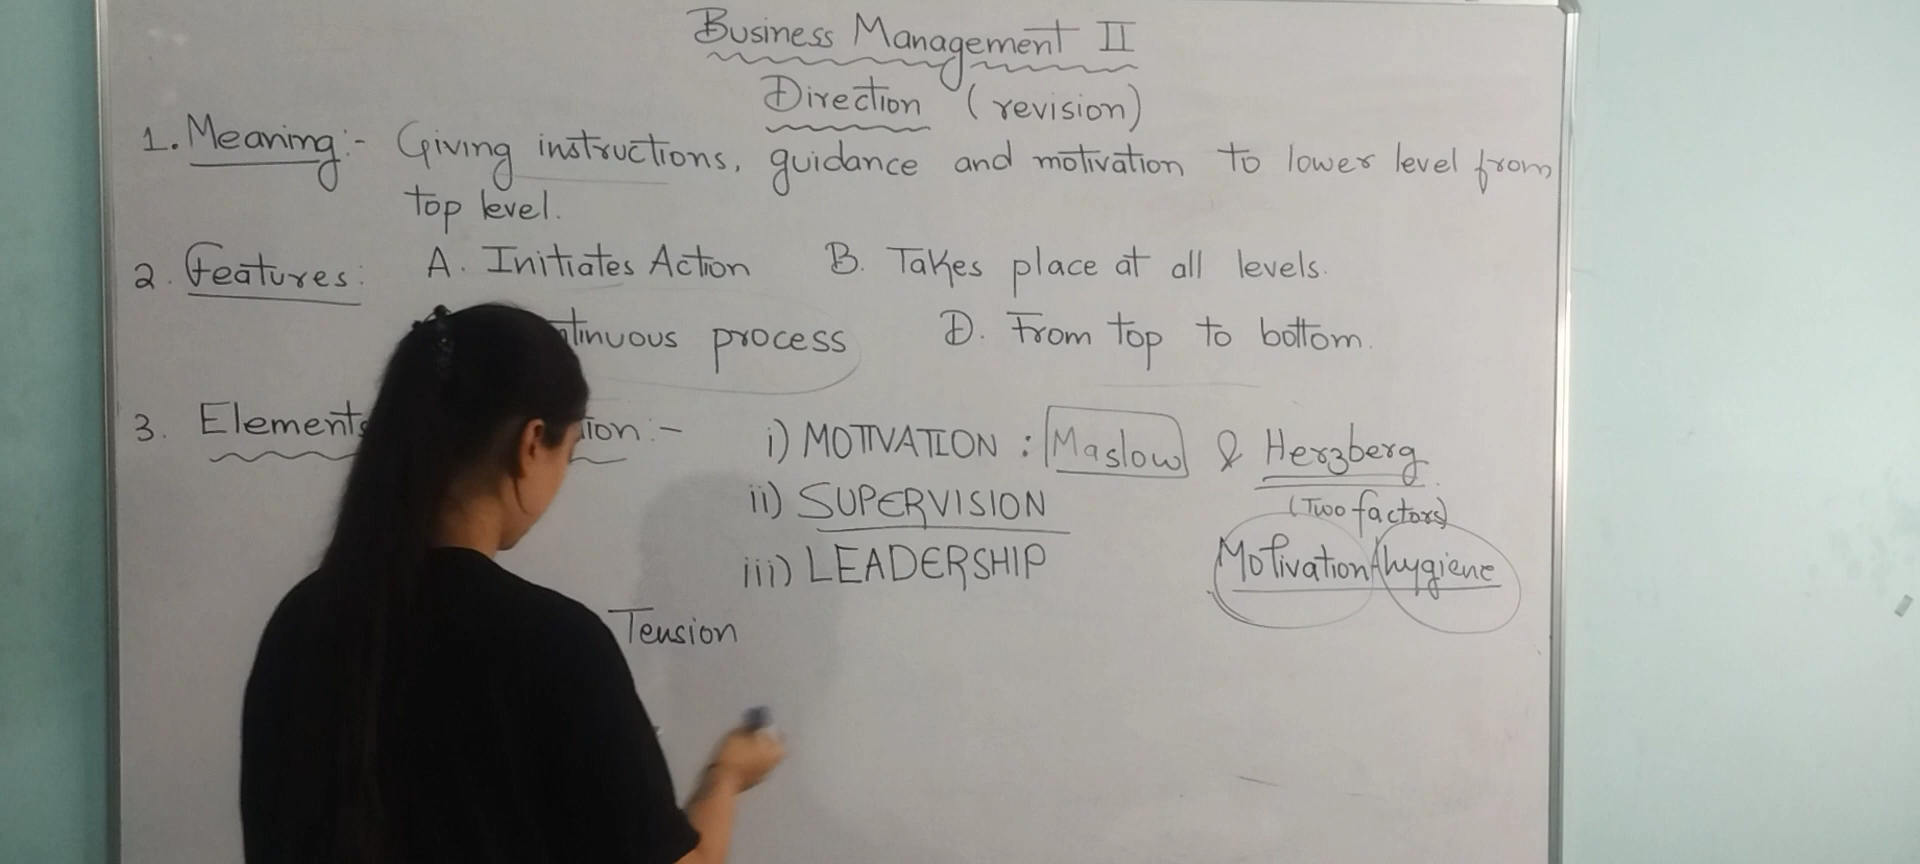 Business Management II
Direction (revision)
1. Meaning:- Giving instructions, guidance and motivation to lower level from
top level.
2. Features: A. Initiates Action B. Takes place at all levels.
process D. From top to bottom.
3. Elements :- i) MOTIVATION : Maslow & Herzberg
(Two factors)
ii) SUPERVISION
Motivation hygiene
iii) LEADERSHIP
Tension